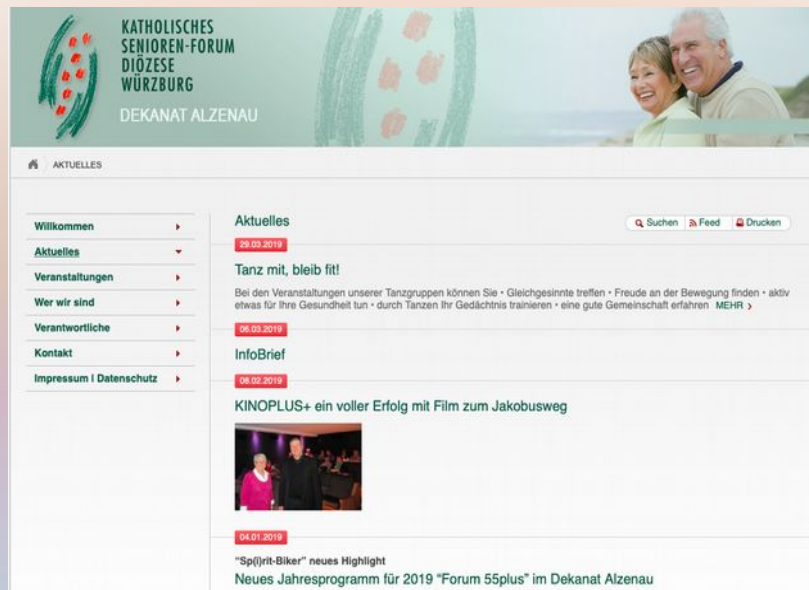 KATHOLISCHES
SENIOREN-FORUM
DIÖZESE
WÜRZBURG
DEKANAT ALZENAU
AKTUELLES
Willkommen
Aktuelles
Veranstaltungen
Wer wir sind
Verantwortliche
Kontakt
Impressum I Datenschutz
Aktuelles
Suchen Feed Drucken
29.03.2019
Tanz mit, bleib fit!
Bei den Veranstaltungen unserer Tanzgruppen können Sie • Gleichgesinnte treffen • Freude an der Bewegung finden • aktiv
etwas für Ihre Gesundheit tun • durch Tanzen Ihr Gedächtnis trainieren • eine gute Gemeinschaft erfahren MEHR
06.03.2019
InfoBrief
08.02.2019
KINOPLUS+ ein voller Erfolg mit Film zum Jakobusweg
04.01.2019
"Sp(i)rit-Biker" neues Highlight
Neues Jahresprogramm für 2019 "Forum 55plus" im Dekanat Alzenau